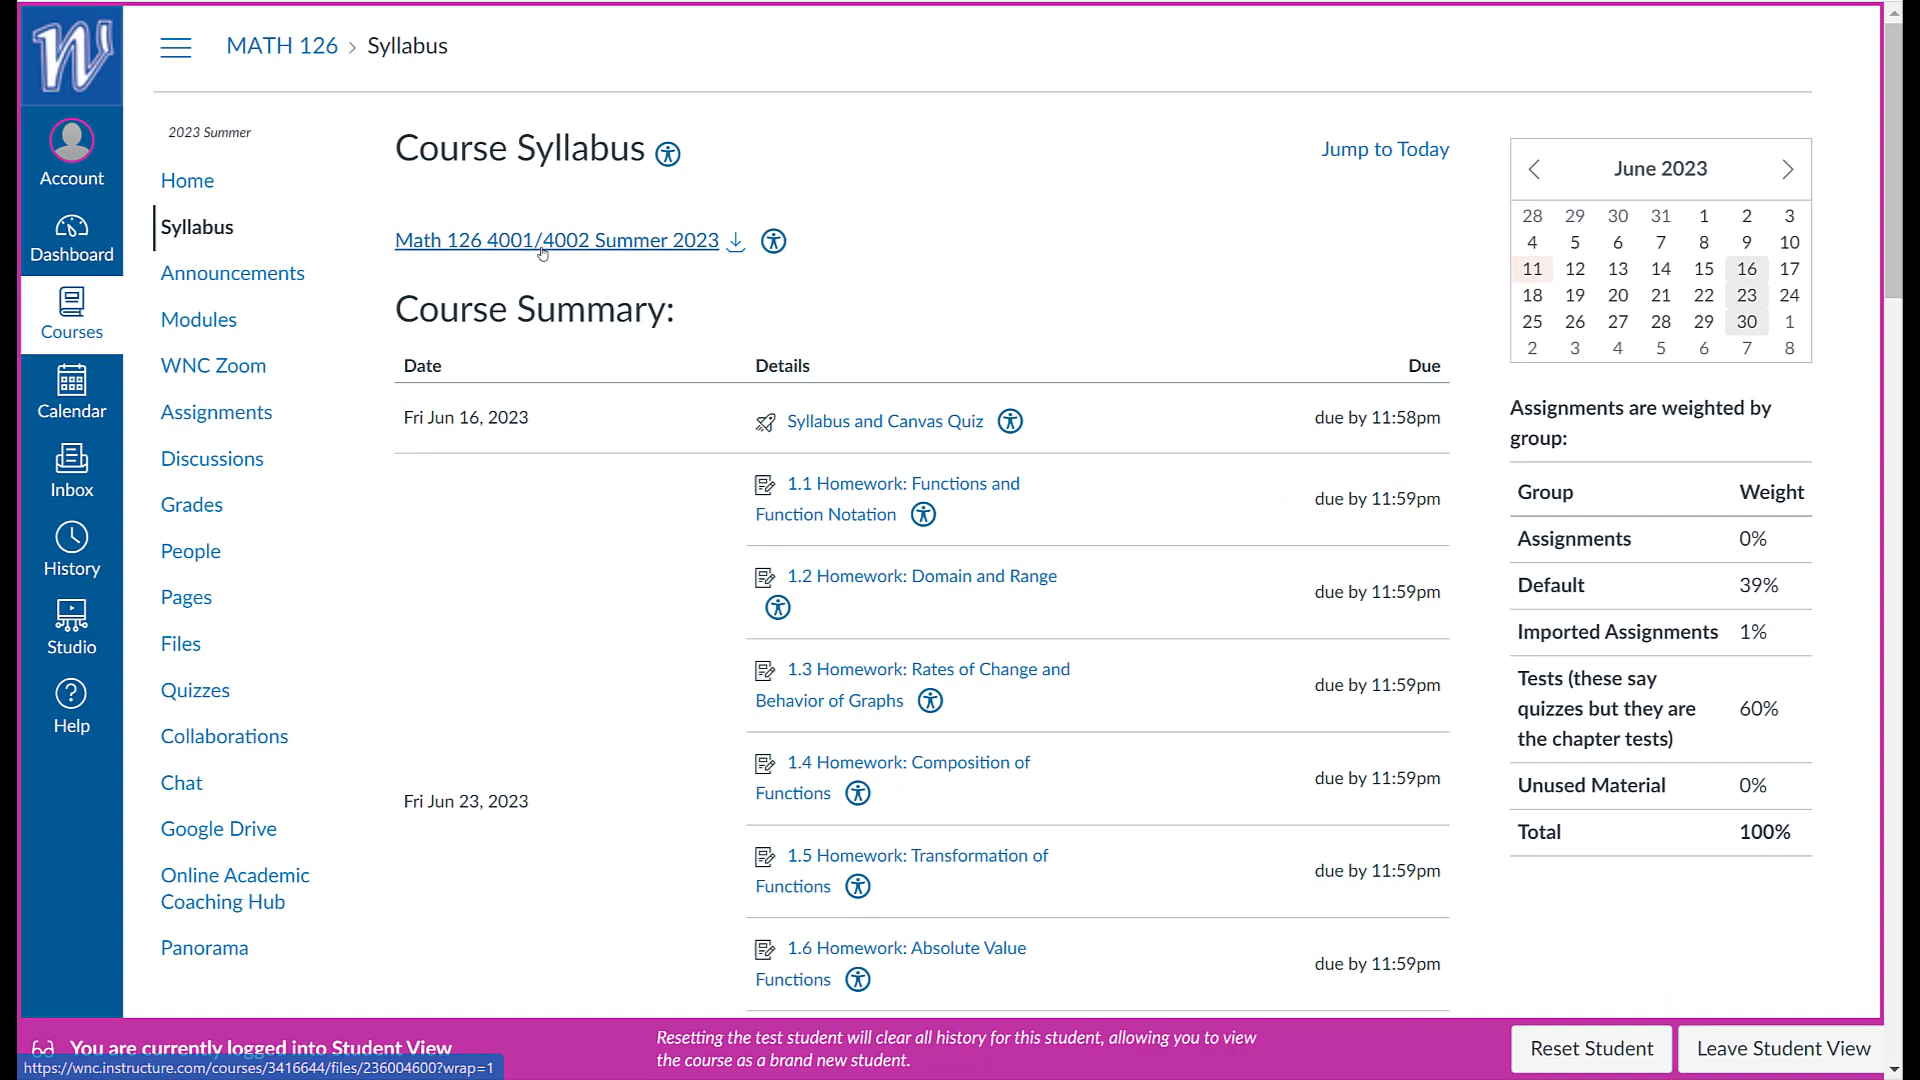 W
MATH 126 › Syllabus
Account
Dashboard
Courses
Calendar
Inbox
History
Studio
Help
2023 Summer
Home
Syllabus
Announcements
Modules
WNC Zoom
Assignments
Discussions
Grades
People
Pages
Files
Quizzes
Collaborations
Chat
Google Drive
Online Academic
Coaching Hub
Panorama
Course Syllabus
Jump to Today
Math 126 4001/4002 Summer 2023
Course Summary:
Date Details Due
Fri Jun 16, 2023 Syllabus and Canvas Quiz due by 11:58pm
Fri Jun 23, 2023
1.1 Homework: Functions and
Function Notation
due by 11:59pm
1.2 Homework: Domain and Range
due by 11:59pm
1.3 Homework: Rates of Change and
Behavior of Graphs
due by 11:59pm
1.4 Homework: Composition of
Functions
due by 11:59pm
1.5 Homework: Transformation of
Functions
due by 11:59pm
1.6 Homework: Absolute Value
Functions
due by 11:59pm
June 2023
28 29 30 31 1 2 3
4 5 6 7 8 9 10
11 12 13 14 15 16 17
18 19 20 21 22 23 24
25 26 27 28 29 30 1
2 3 4 5 6 7 8
Assignments are weighted by
group:
Group Weight
Assignments 0%
Default 39%
Imported Assignments 1%
Tests (these say
quizzes but they are
the chapter tests)
60%
Unused Material 0%
Total 100%
You are currently logged into Student View
https://wnc.instructure.com/courses/3416644/files/236004600?wrap=1
Resetting the test student will clear all history for this student, allowing you to view
the course as a brand new student.
Reset Student
Leave Student View